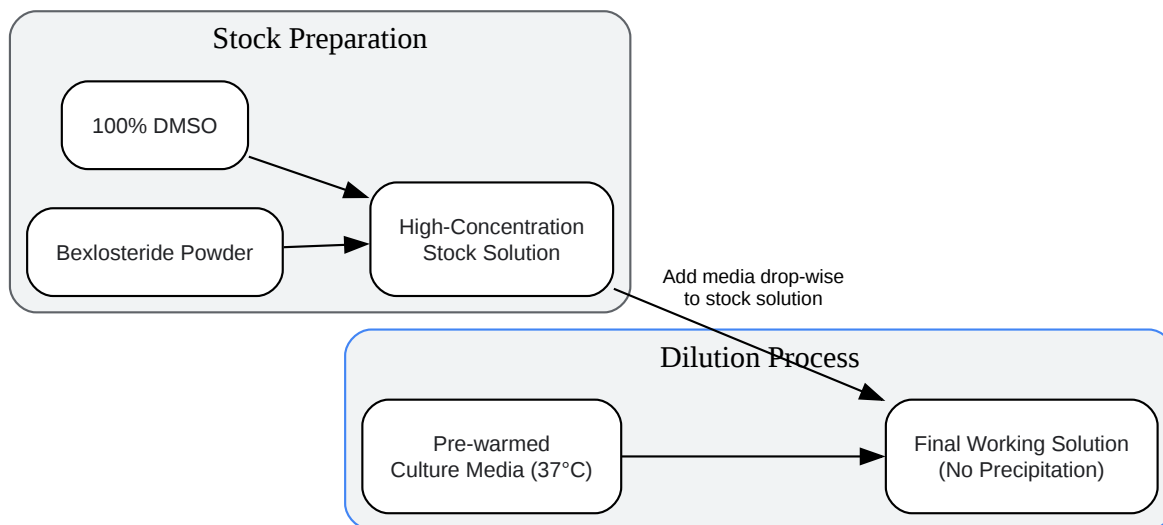 Stock Preparation
100% DMSO
Bexlosteride Powder
High-Concentration
Stock Solution
Add media drop-wise
to stock solution
Dilution Process
Pre-warmed
Culture Media (37°C)
Final Working Solution
(No Precipitation)